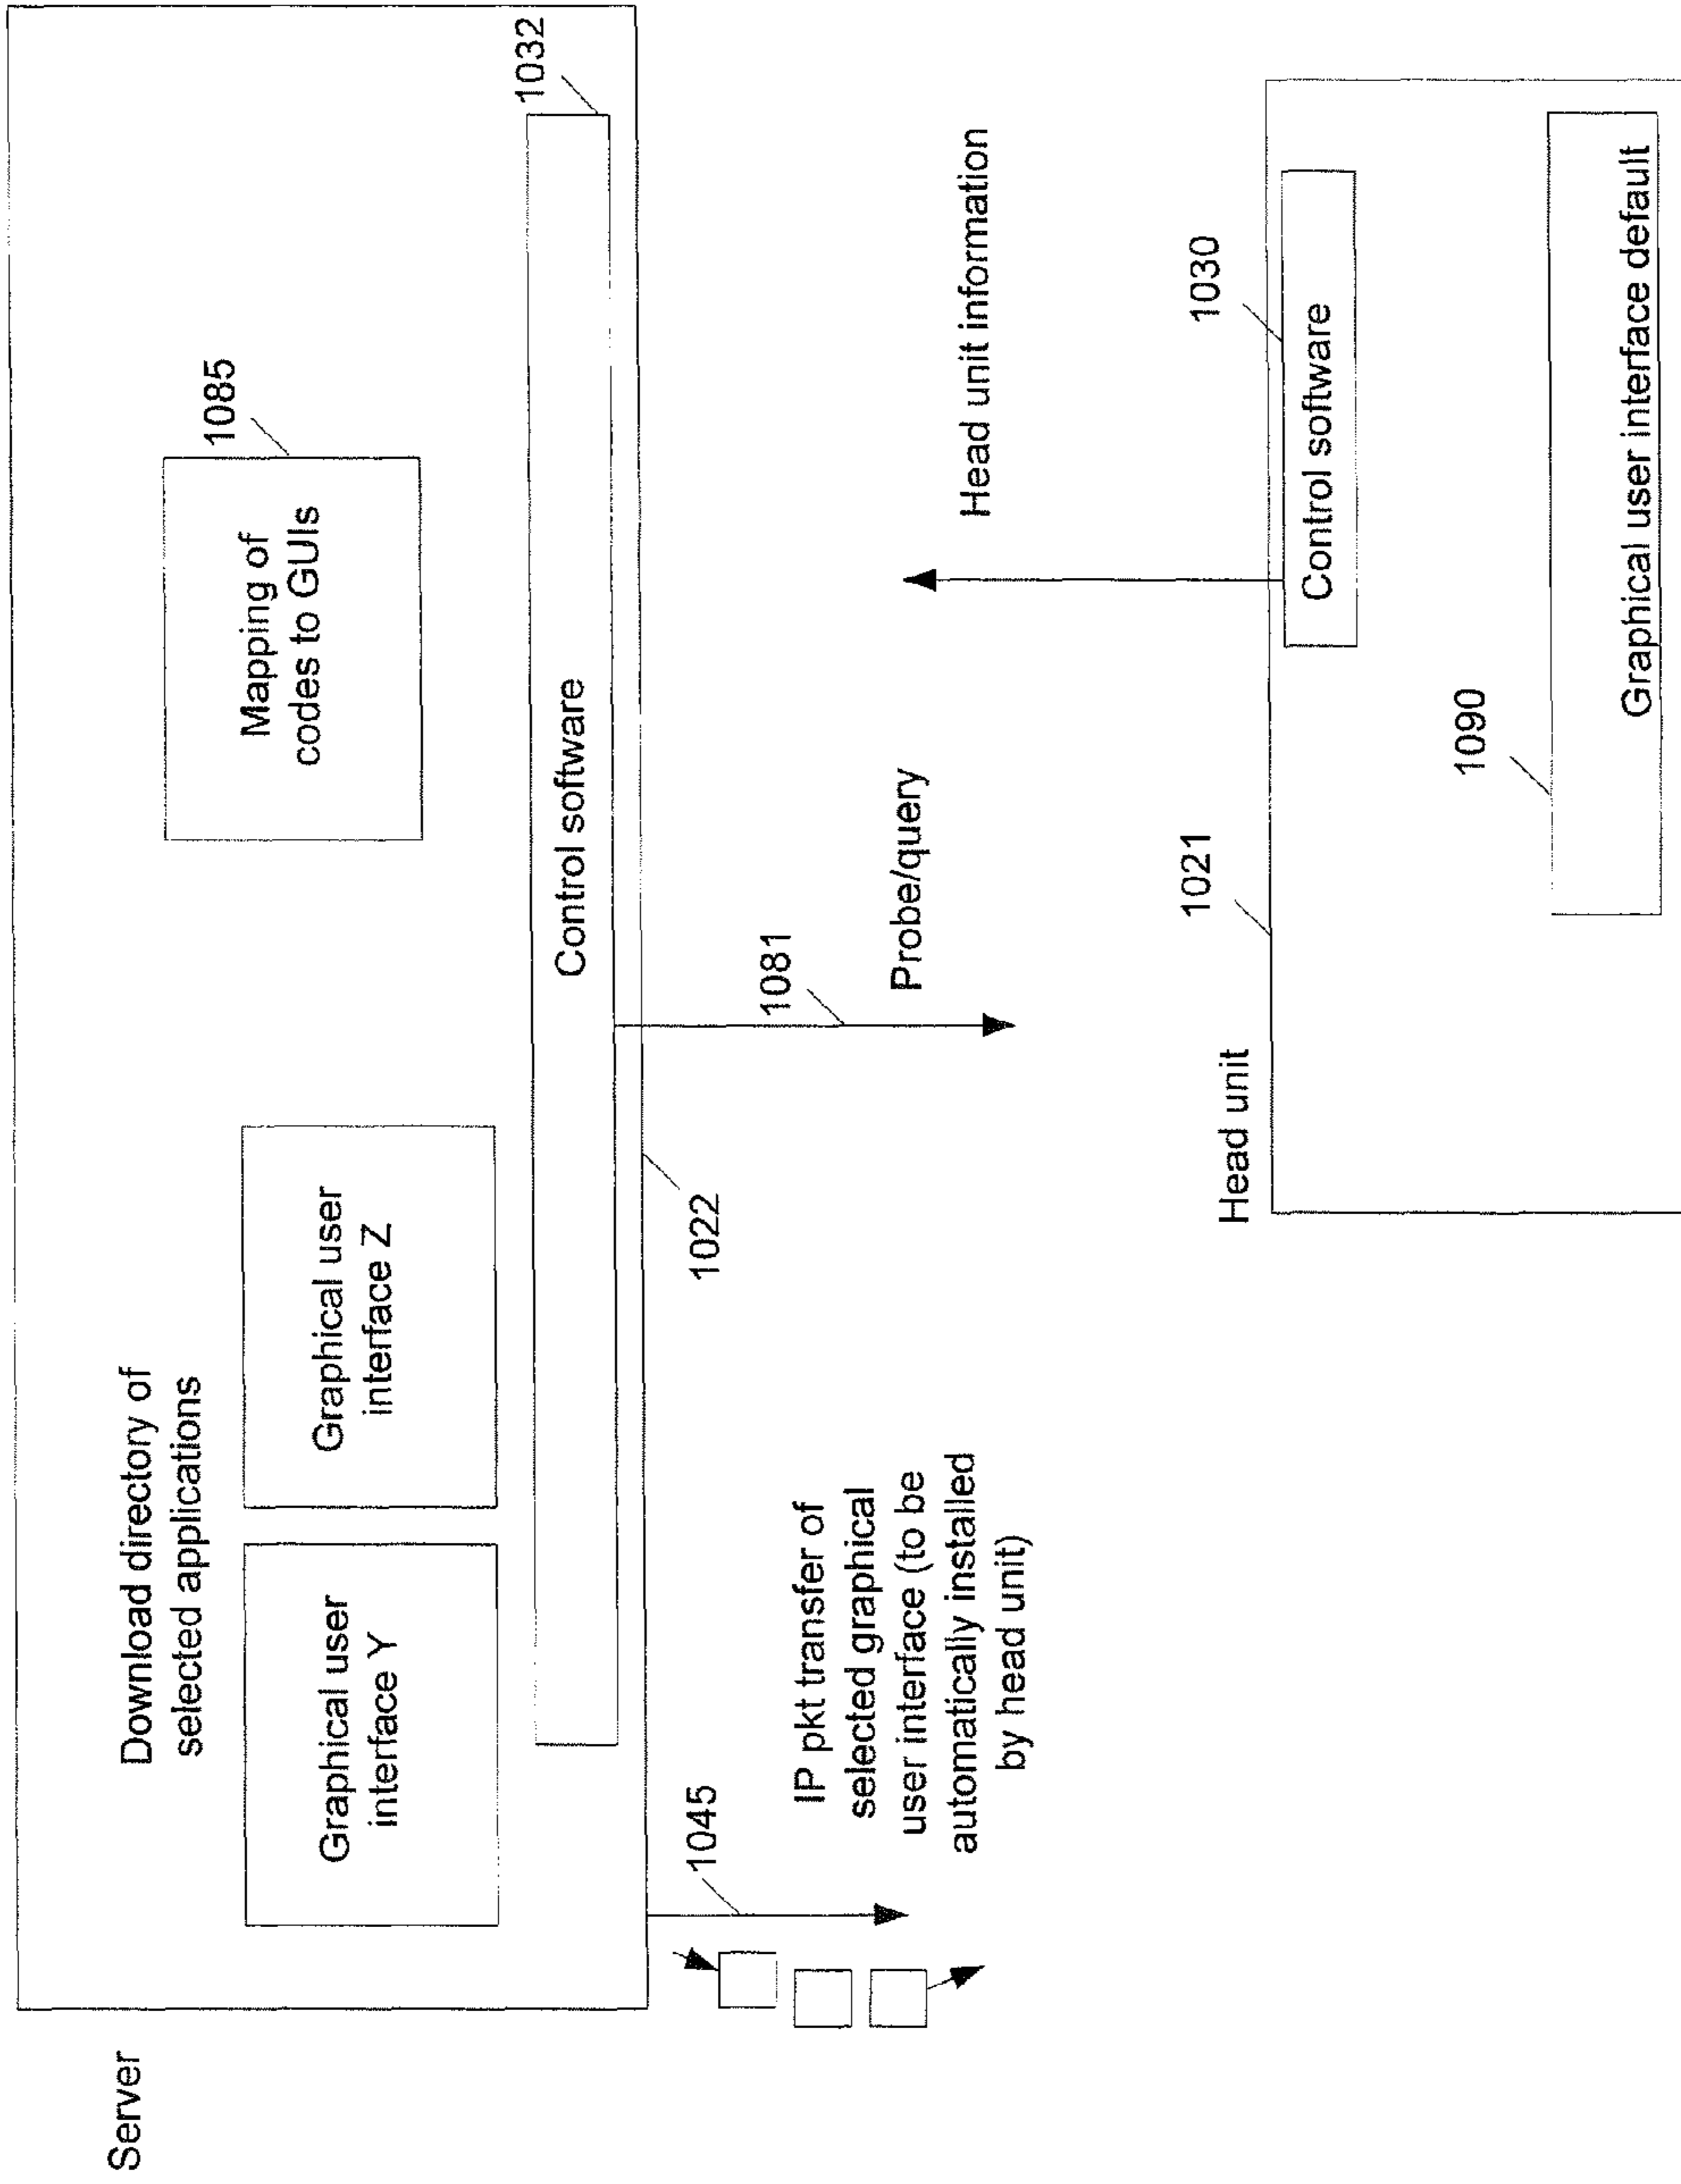 Server
Download directory of
selected applications
Graphical user
interface Y
Graphical user
interface Z
Mapping of
codes to GUIs
1085
Control software
1032
1022
1045
IP pkt transfer of
selected graphical
user interface (to be
automatically installed
by head unit)
1081
Probe/query
Head unit information
Head unit
1021
1030
Control software
1090
Graphical user interface default